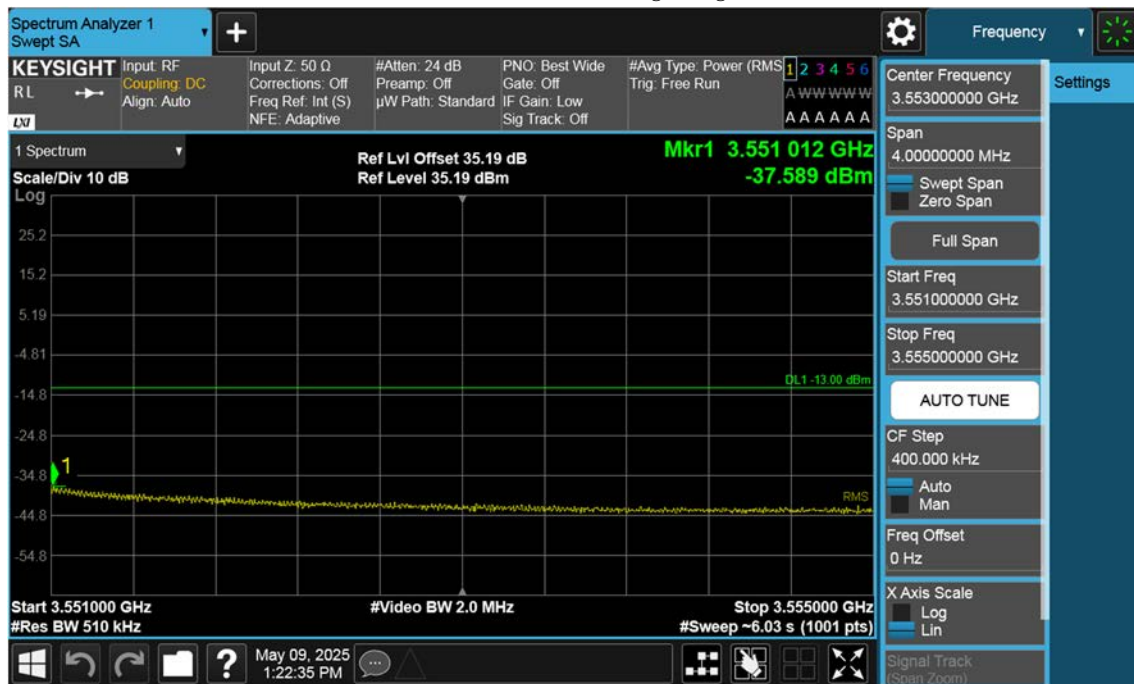 Spectrum Analyzer 1
Swept SA
+
Frequency
KEYSIGHT
RL
LXI
Input: RF
Coupling: DC
Align: Auto
Input Z: 50 Ω
Corrections: Off
Freq Ref: Int (S)
NFE: Adaptive
#Atten: 24 dB
Preamp: Off
µW Path: Standard
PNO: Best Wide
Gate: Off
IF Gain: Low
Sig Track: Off
#Avg Type: Power (RMS
Trig: Free Run
1 2 3 4 5 6
A W W W W W
A A A A A A
1 Spectrum
Scale/Div 10 dB
Log
Ref Lvl Offset 35.19 dB
Ref Level 35.19 dBm
Mkr1 3.551 012 GHz
-37.589 dBm
25.2
15.2
5.19
-4.81
DL1 -13.00 dBm
-14.8
-24.8
1
-34.8
RMS
-44.8
-54.8
Start 3.551000 GHz
#Res BW 510 kHz
#Video BW 2.0 MHz
Stop 3.555000 GHz
#Sweep ~6.03 s (1001 pts)
Center Frequency
3.553000000 GHz
Span
4.00000000 MHz
Swept Span
Zero Span
Full Span
Start Freq
3.551000000 GHz
Stop Freq
3.555000000 GHz
AUTO TUNE
CF Step
400.000 kHz
Auto
Man
Freq Offset
0 Hz
X Axis Scale
Log
Lin
Signal Track
(Span Zoom)
Settings
?
May 09, 2025
1:22:35 PM